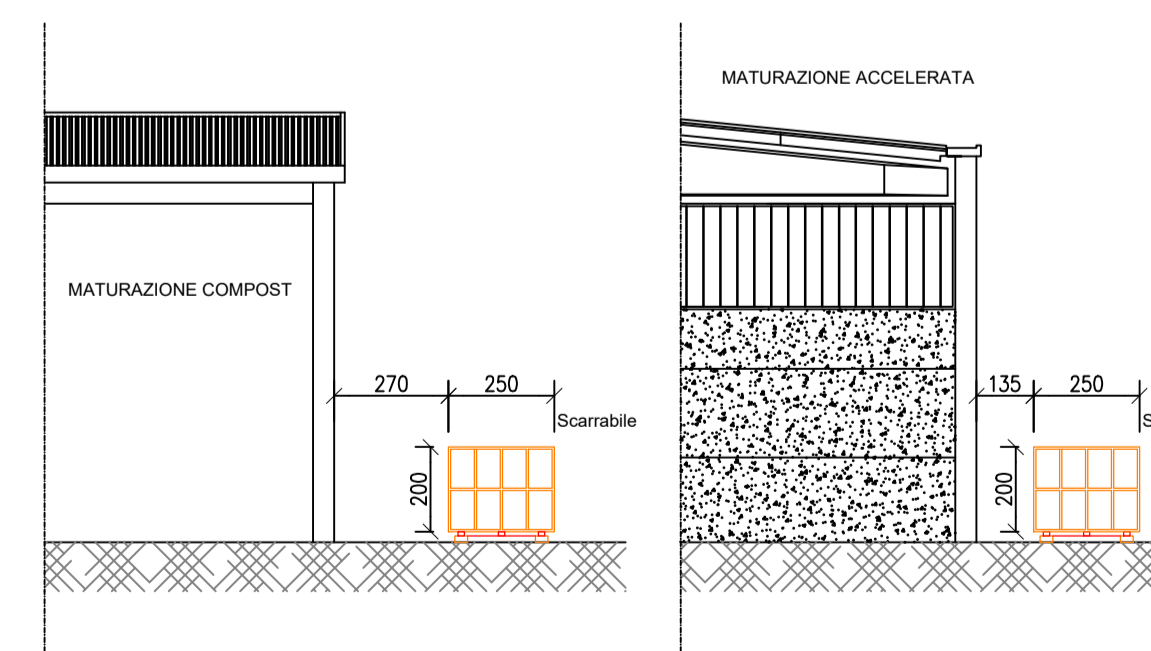 MATURAZIONE ACCELERATA
MATURAZIONE COMPOST
270
250
Scarrabile
200
135
250
S
200